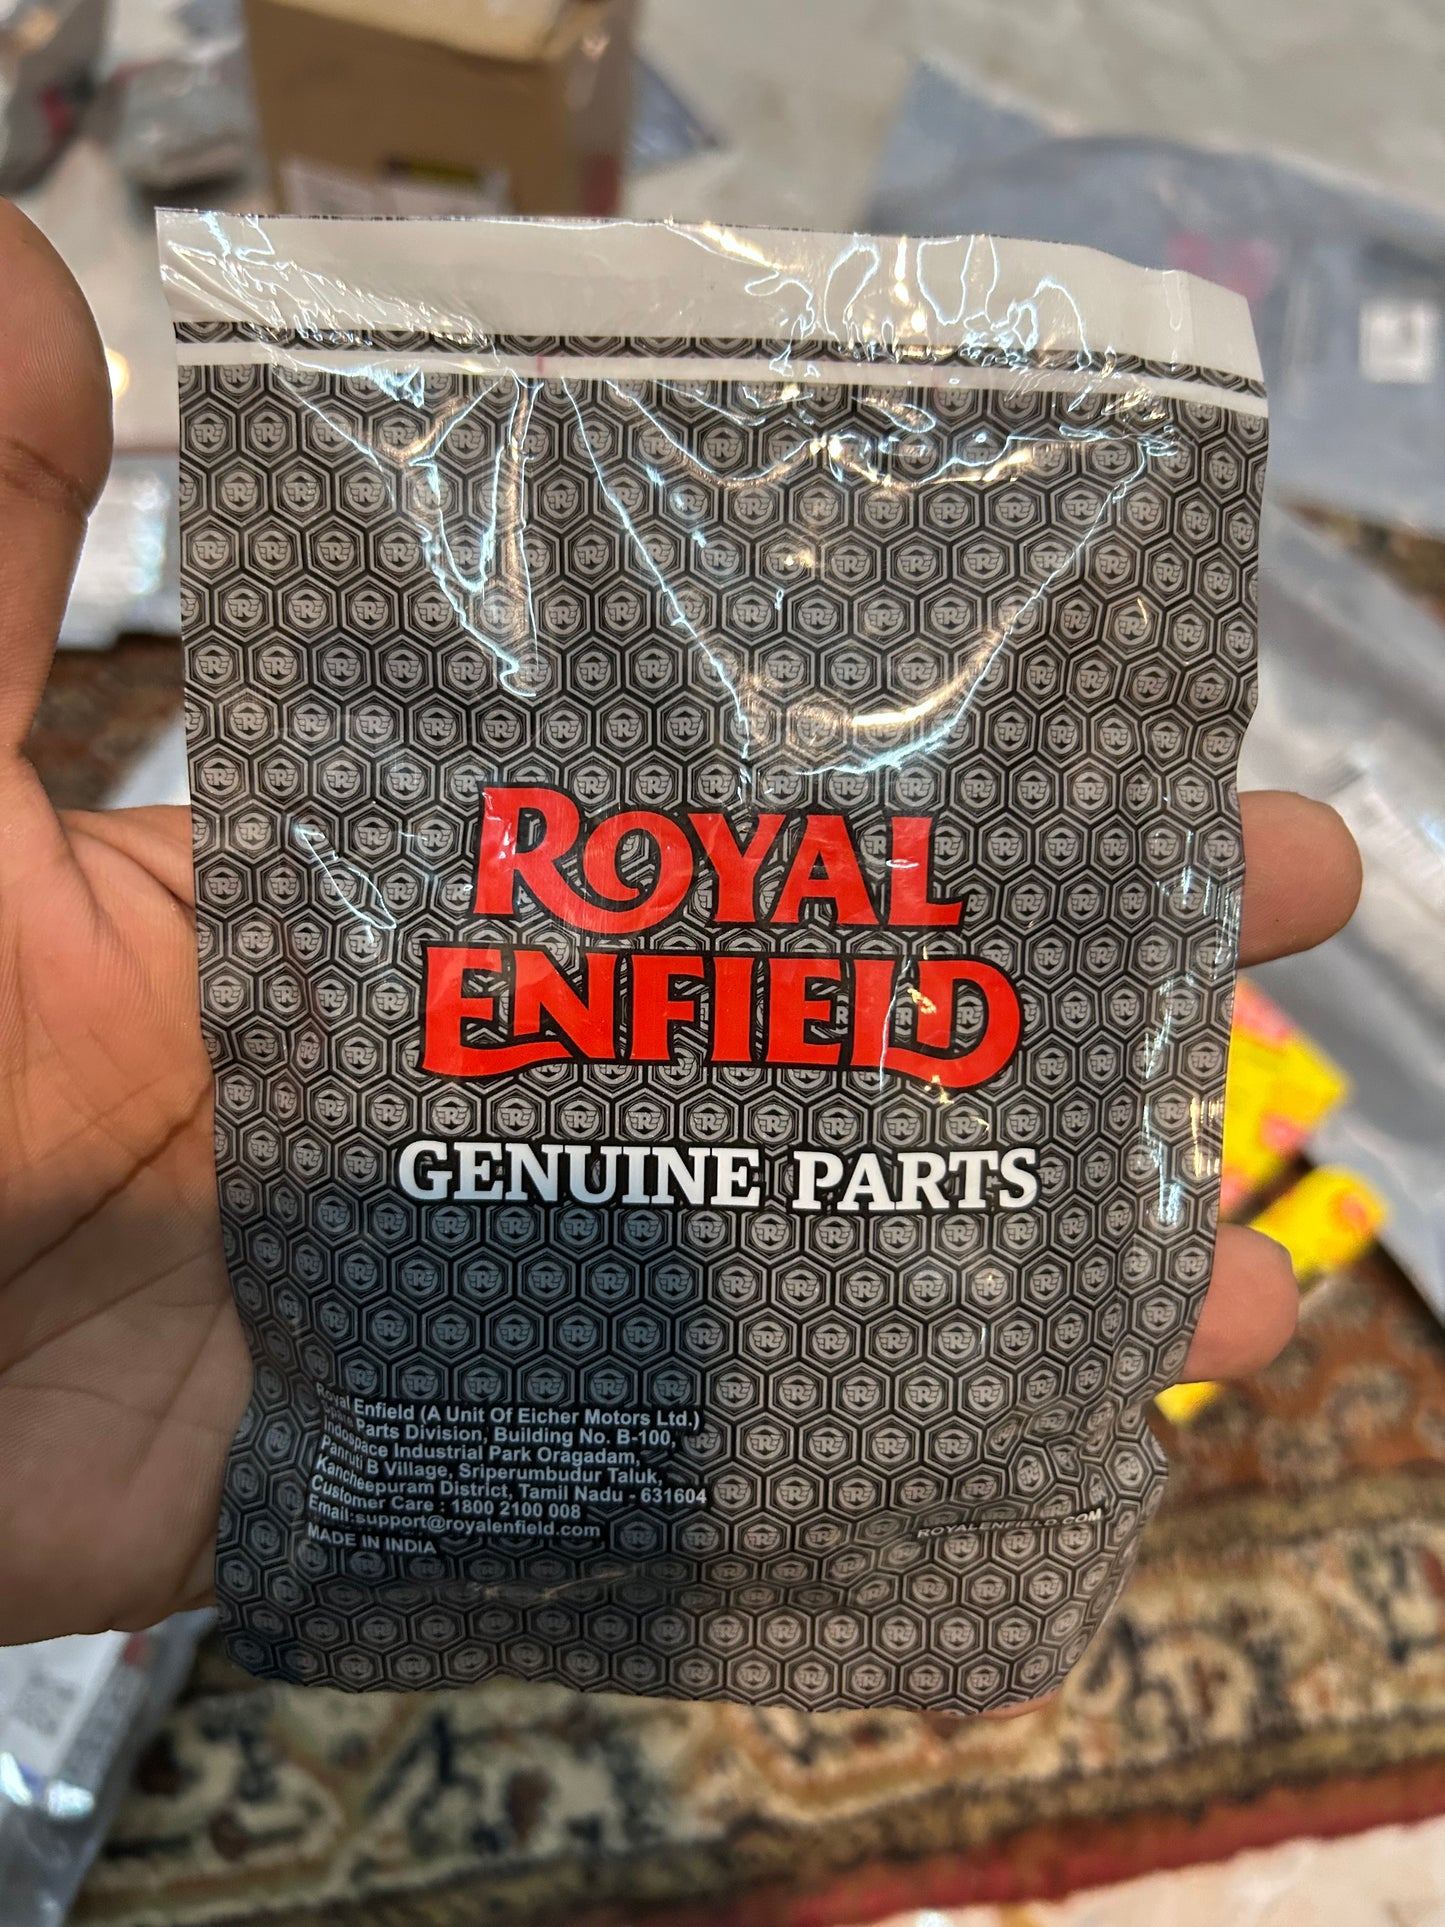 ROYAL
ENFIELD
GENUINE PARTS
Royal Enfield (A Unit Of Eicher Motors Ltd.)
Spare Parts Division, Building No. B-100,
Indospace Industrial Park Oragadam,
Panruti B Village, Sriperumbudur Taluk,
Kancheepuram District, Tamil Nadu - 631604
Customer Care : 1800 2100 008
Email:support@royalenfield.com
MADE IN INDIA
ROYALENFIELD.COM